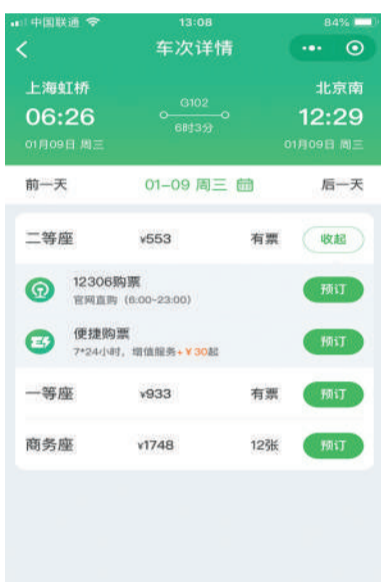 中国联通 13:08 84%
车次详情
上海虹桥 北京南
06:26 G102 12:29
6时3分
01月09日 周三 01月09日 周三
前一天 01-09 周三 后一天
二等座 ¥553 有票 收起
12306购票
官网直购（6:00~23:00） 预订
便捷购票
7*24小时，增值服务+￥30起 预订
一等座 ¥933 有票 预订
商务座 ¥1748 12张 预订